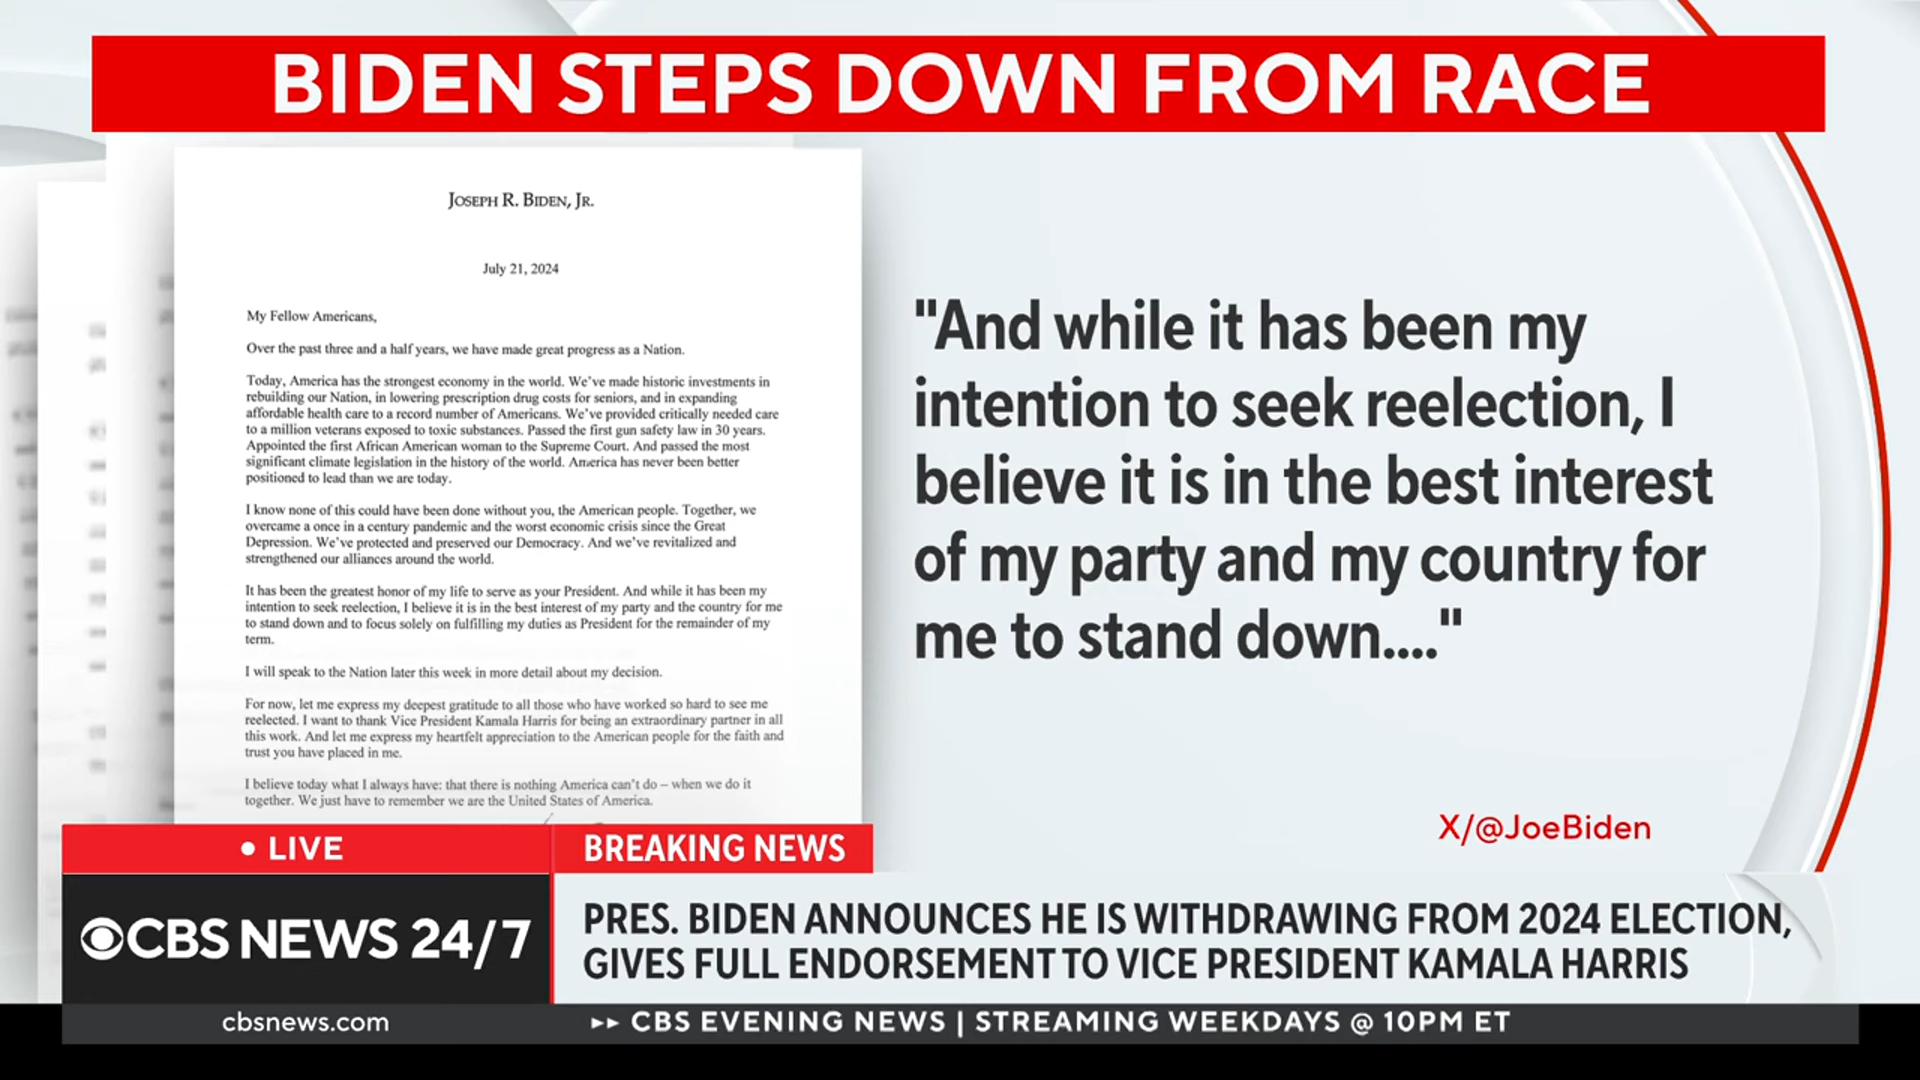 BIDEN STEPS DOWN FROM RACE
JOSEPH R. BIDEN, JR.
July 21, 2024
My Fellow Americans,
Over the past three and a half years, we have made great progress as a Nation.
Today, America has the strongest economy in the world. We've made historic investments in
rebuilding our Nation, in lowering prescription drug costs for seniors, and in expanding
affordable health care to a record number of Americans. We've provided critically needed care
to a million veterans exposed to toxic substances. Passed the first gun safety law in 30 years.
Appointed the first African American woman to the Supreme Court. And passed the most
significant climate legislation in the history of the world. America has never been better
positioned to lead than we are today.
I know none of this could have been done without you, the American people. Together, we
overcame a once in a century pandemic and the worst economic crisis since the Great
Depression. We've protected and preserved our Democracy. And we've revitalized and
strengthened our alliances around the world.
It has been the greatest honor of my life to serve as your President. And while it has been my
intention to seek reelection, I believe it is in the best interest of my party and the country for me
to stand down and to focus solely on fulfilling my duties as President for the remainder of my
term.
I will speak to the Nation later this week in more detail about my decision.
For now, let me express my deepest gratitude to all those who have worked so hard to see me
reelected. I want to thank Vice President Kamala Harris for being an extraordinary partner in all
this work. And let me express my heartfelt appreciation to the American people for the faith and
trust you have placed in me.
I believe today what I always have: that there is nothing America can't do – when we do it
together. We just have to remember we are the United States of America.
"And while it has been my
intention to seek reelection, I
believe it is in the best interest
of my party and my country for
me to stand down...."
X/@JoeBiden
• LIVE
BREAKING NEWS
CBS NEWS 24/7
PRES. BIDEN ANNOUNCES HE IS WITHDRAWING FROM 2024 ELECTION,
GIVES FULL ENDORSEMENT TO VICE PRESIDENT KAMALA HARRIS
cbsnews.com
CBS EVENING NEWS | STREAMING WEEKDAYS @ 10PM ET